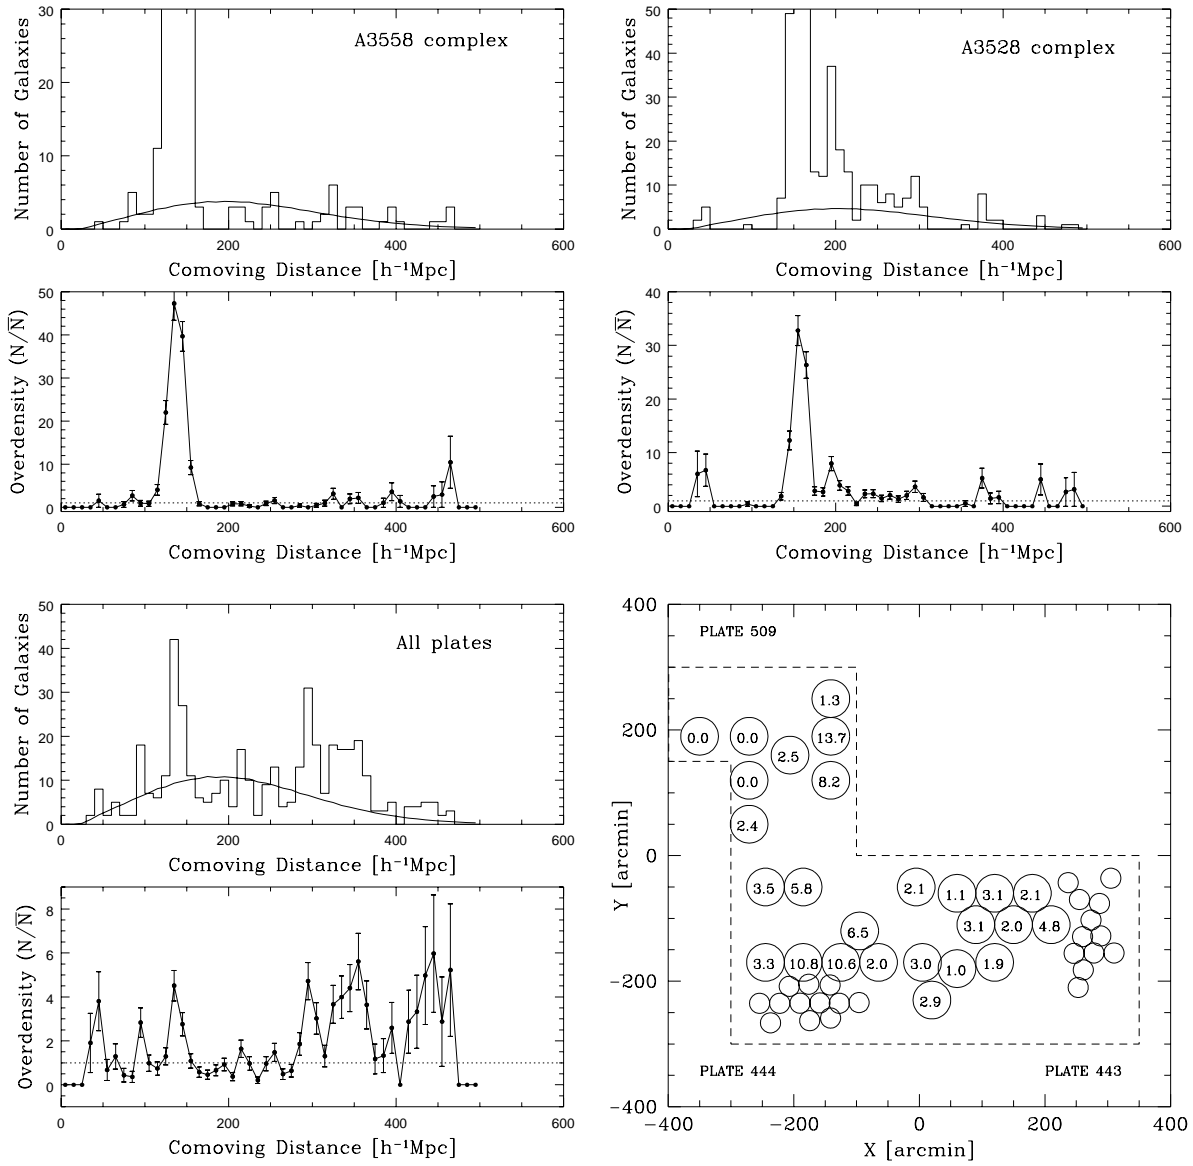 A3558 complex
Number of Galaxies
30
20
10
0
0 200 400 600
Comoving Distance [h⁻¹Mpc]
A3528 complex
Number of Galaxies
50
40
30
20
10
0
0 200 400 600
Comoving Distance [h⁻¹Mpc]
Overdensity (N/N̅)
50
40
30
20
10
0
0 200 400 600
Comoving Distance [h⁻¹Mpc]
Overdensity (N/N̅)
40
30
20
10
0
0 200 400 600
Comoving Distance [h⁻¹Mpc]
All plates
Number of Galaxies
50
40
30
20
10
0
0 200 400 600
Comoving Distance [h⁻¹Mpc]
Overdensity (N/N̅)
8
6
4
2
0
0 200 400 600
Comoving Distance [h⁻¹Mpc]
Y [arcmin]
400
200
0
−200
−400
PLATE 509
1.3
0.0 0.0 13.7
2.5
0.0 8.2
2.4
3.5 5.8 2.1 1.1 3.1 2.1
6.5 3.1 2.0 4.8
3.3 10.8 10.6 2.0 3.0 1.0 1.9
2.9
PLATE 444 PLATE 443
−400 −200 0 200 400
X [arcmin]